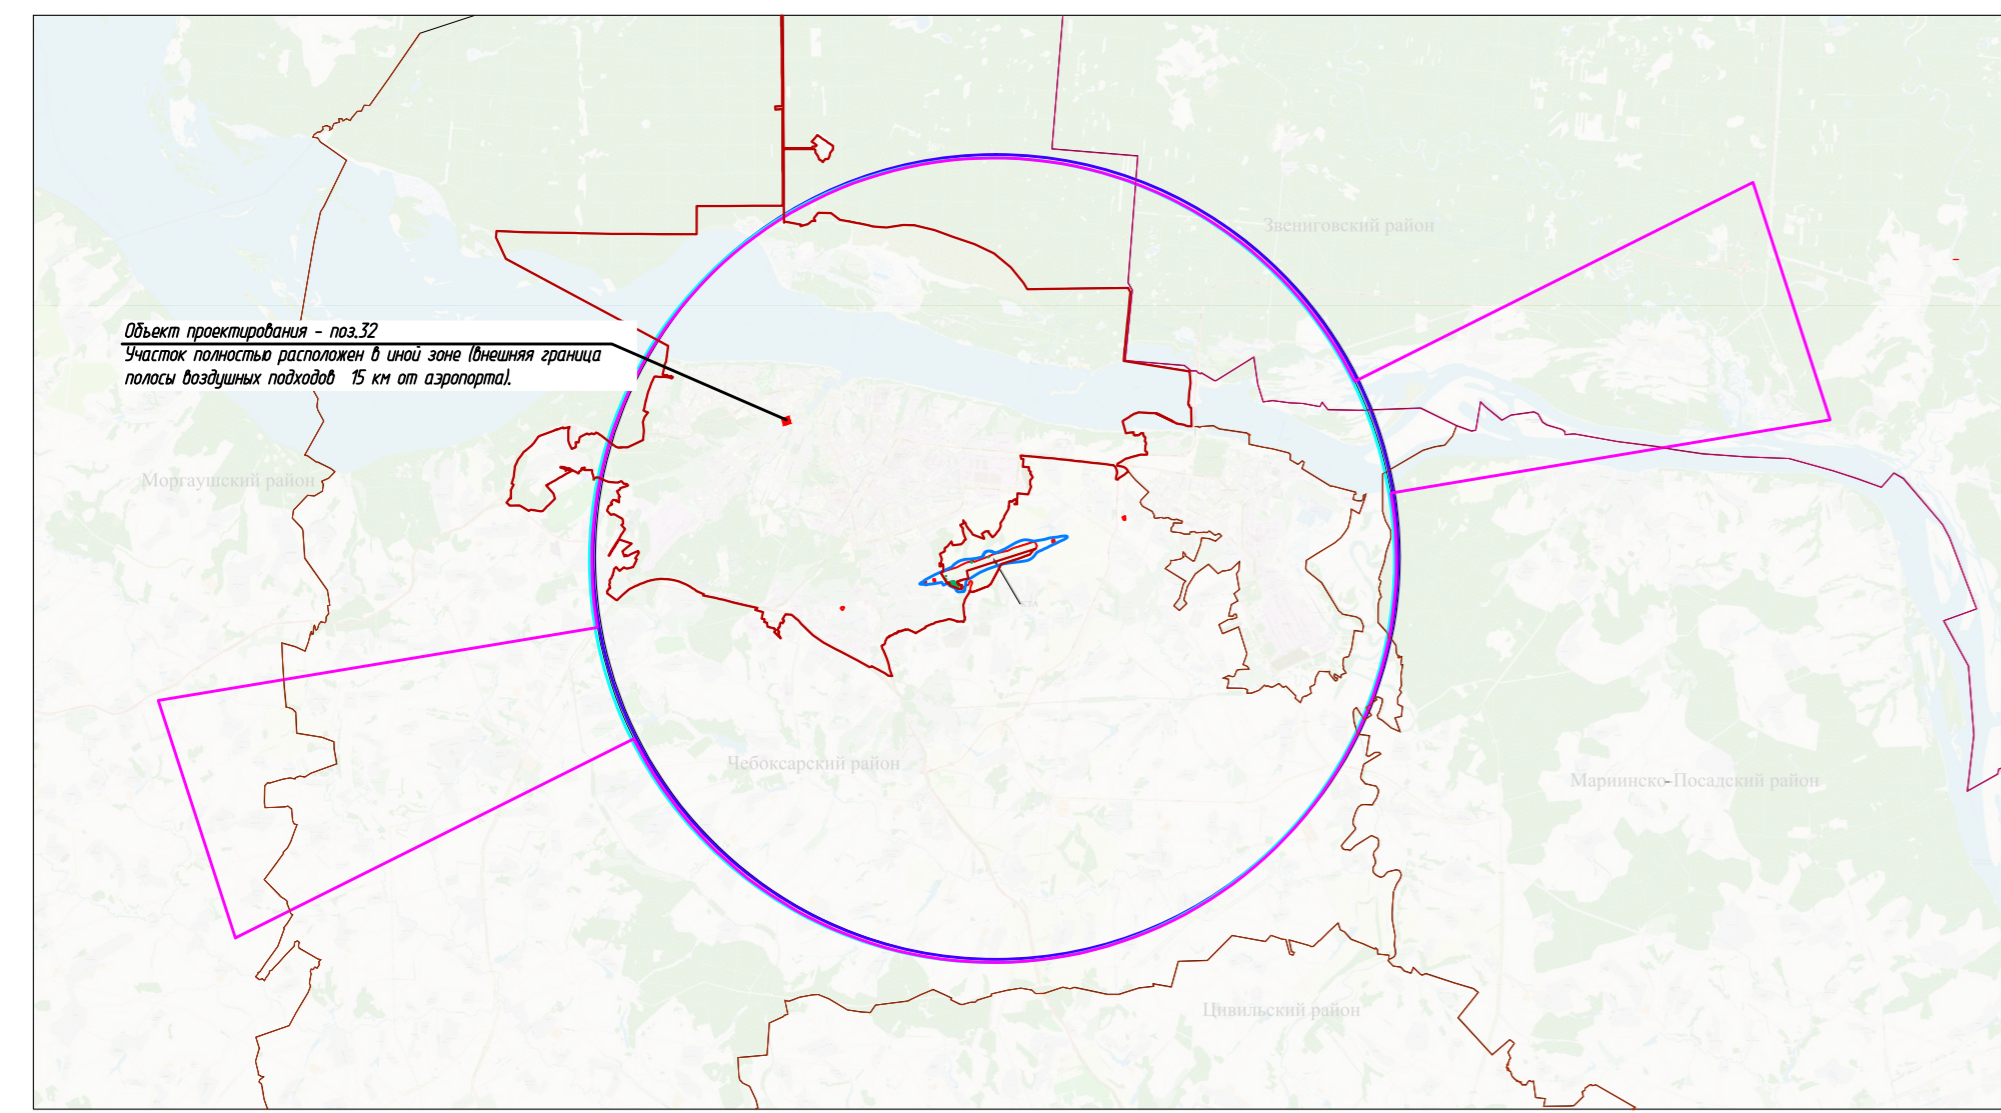 Звениговский район
Объект проектирования - поз.32
Участок полностью расположен в иной зоне (внешняя граница
полосы воздушных подходов 15 км от аэропорта).
Моргаушский район
КТА
Чебоксарский район
Мариинско-Посадский район
Цивильский район